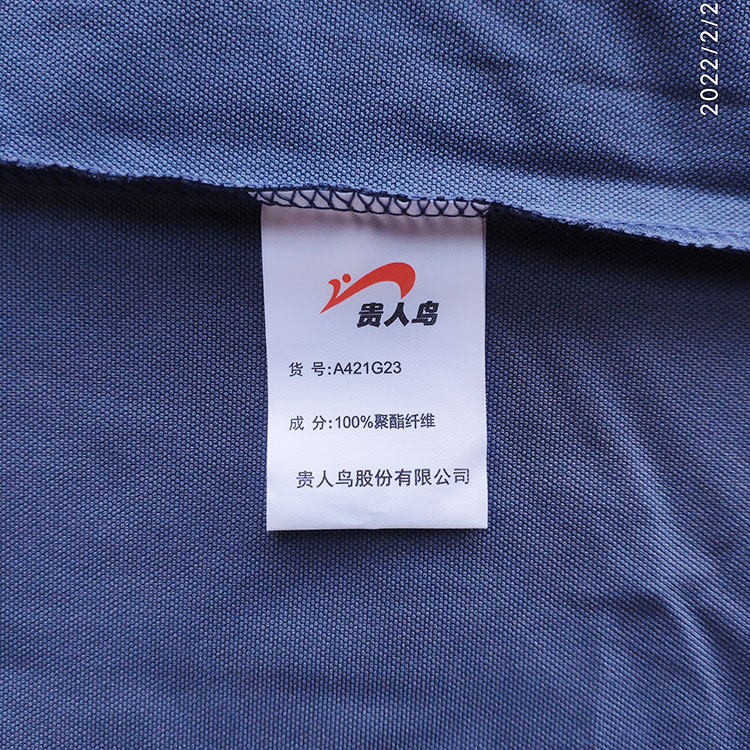 2022/2/2
贵人鸟
货 号:A421G23
成 分:100%聚酯纤维
贵人鸟股份有限公司